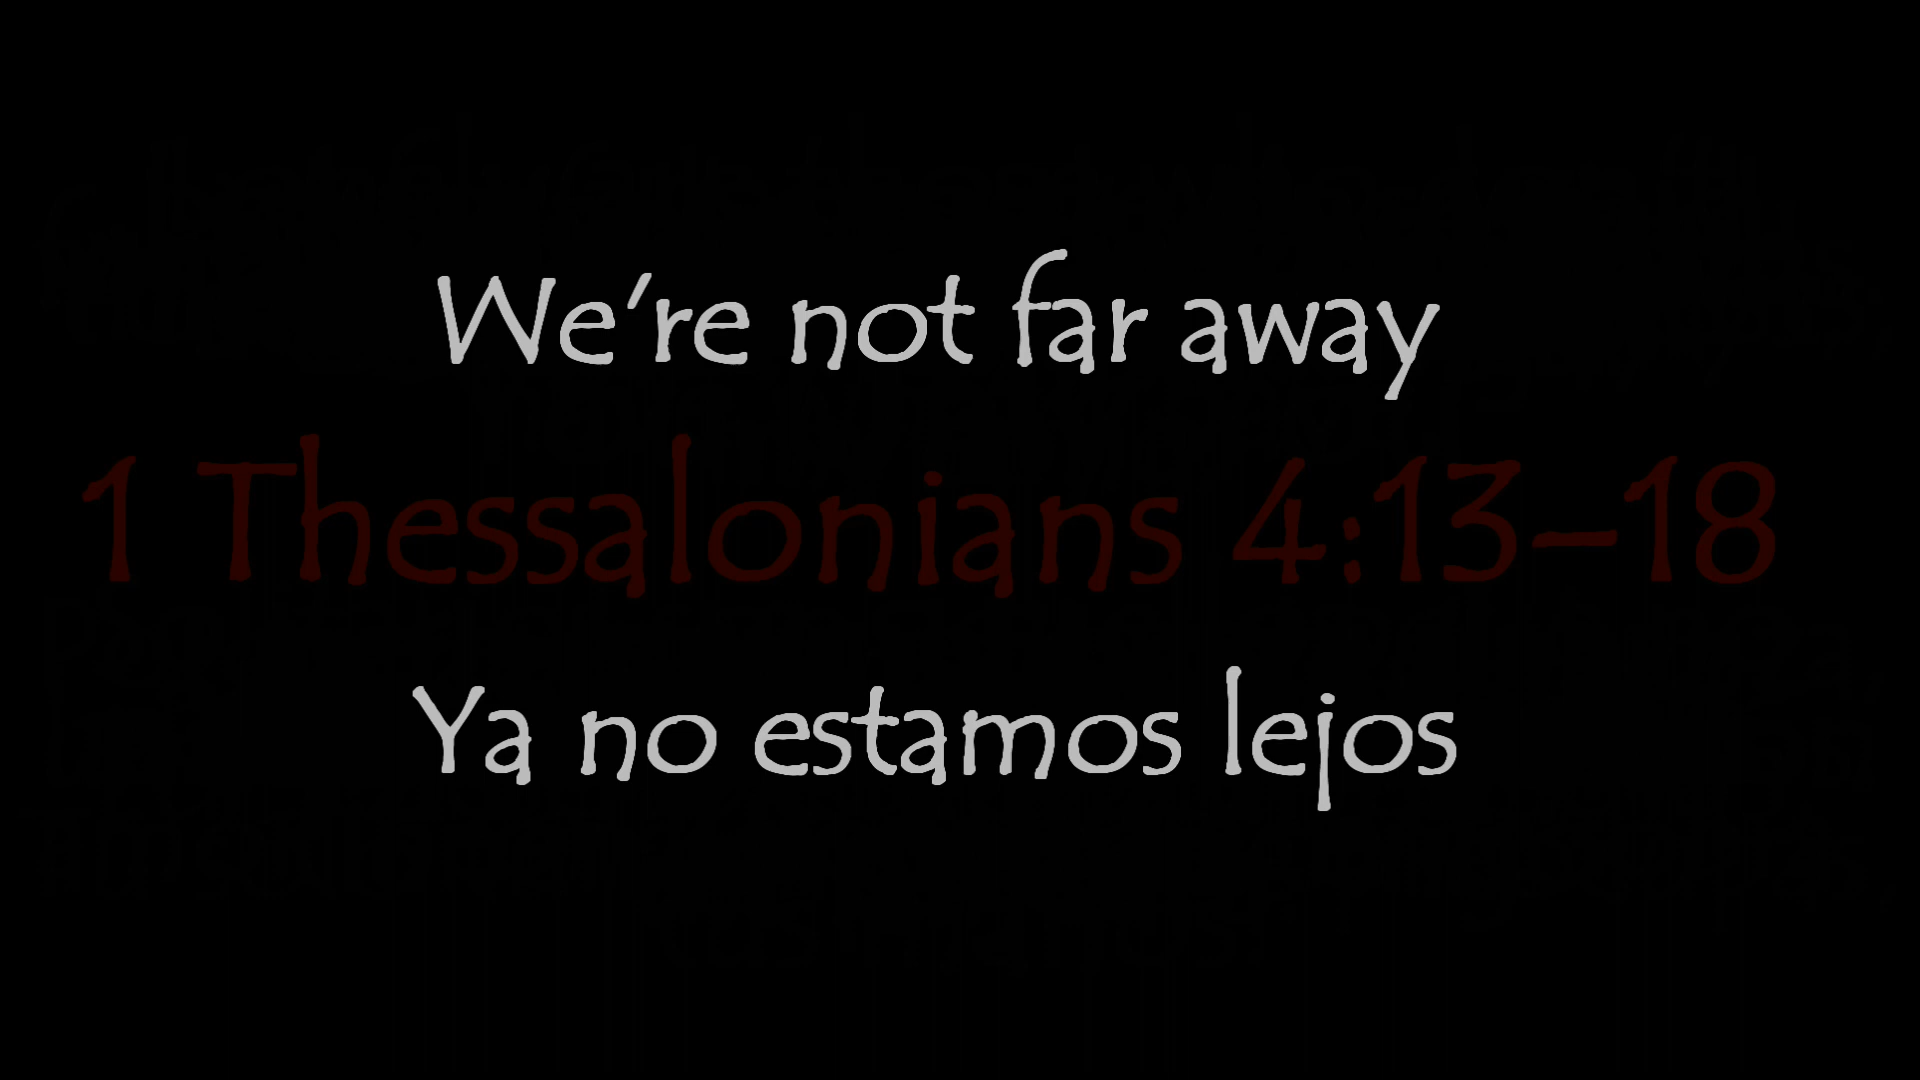 We're not far away
1 Thessalonians 4:13–18
Ya no estamos lejos